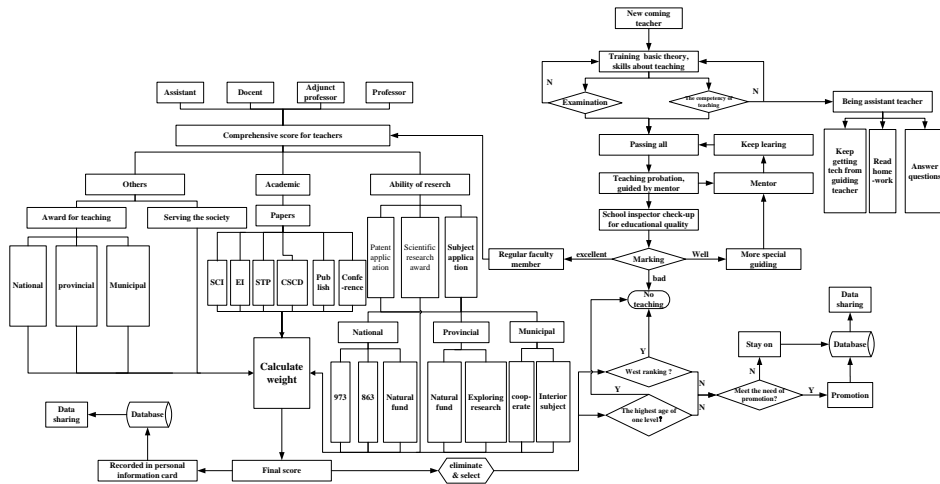 New coming
teacher
Training basic theory,
skills about teaching
N
Examination
The competency of
teaching
N
Being assistant teacher
Keep
getting
tech from
guiding
teacher
Read
home
-work
Answer
questions
Passing all
Keep learing
Teaching probation,
guided by mentor
Mentor
School inspector check-up
for educational quality
Regular faculty
member
excellent
Marking
Well
More special
guiding
bad
No
teaching
Assistant
Docent
Adjunct
professor
Professor
Comprehensive score for teachers
Others
Academic
Ability of reserch
Award for teaching
Serving the society
Papers
National
provincial
Municipal
SCI
EI
STP
CSCD
Pub
lish
Confe
-rence
Patent
applic
ation
Scientific
research
award
Subject
applica
tion
National
Provincial
Municipal
973
863
Natural
fund
Natural
fund
Exploring
research
coop-
erate
Interior
subject
Calculate
weight
Data
sharing
Database
Recorded in personal
information card
Final score
eliminate
& select
Y
West ranking ?
N
Y
The highest age of
one level?
N
Meet the need of
promotion?
N
Y
Stay on
Database
Data
sharing
Promotion